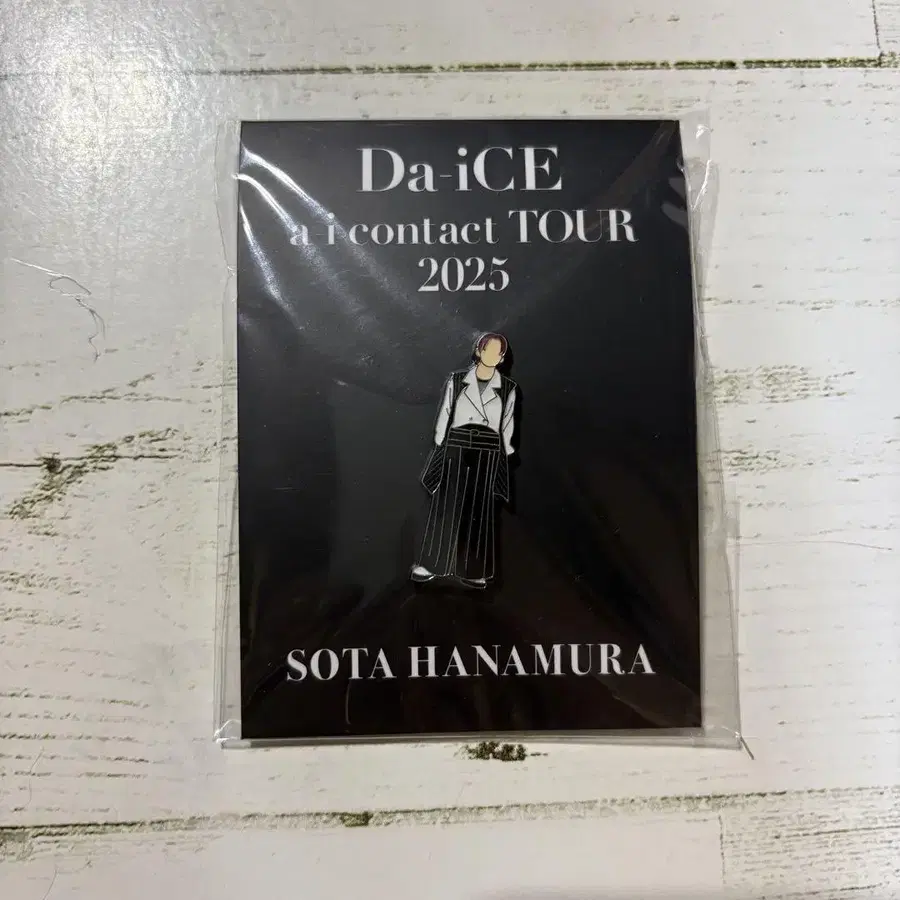 Da-iCE
a-i contact TOUR
2025
SOTA HANAMURA